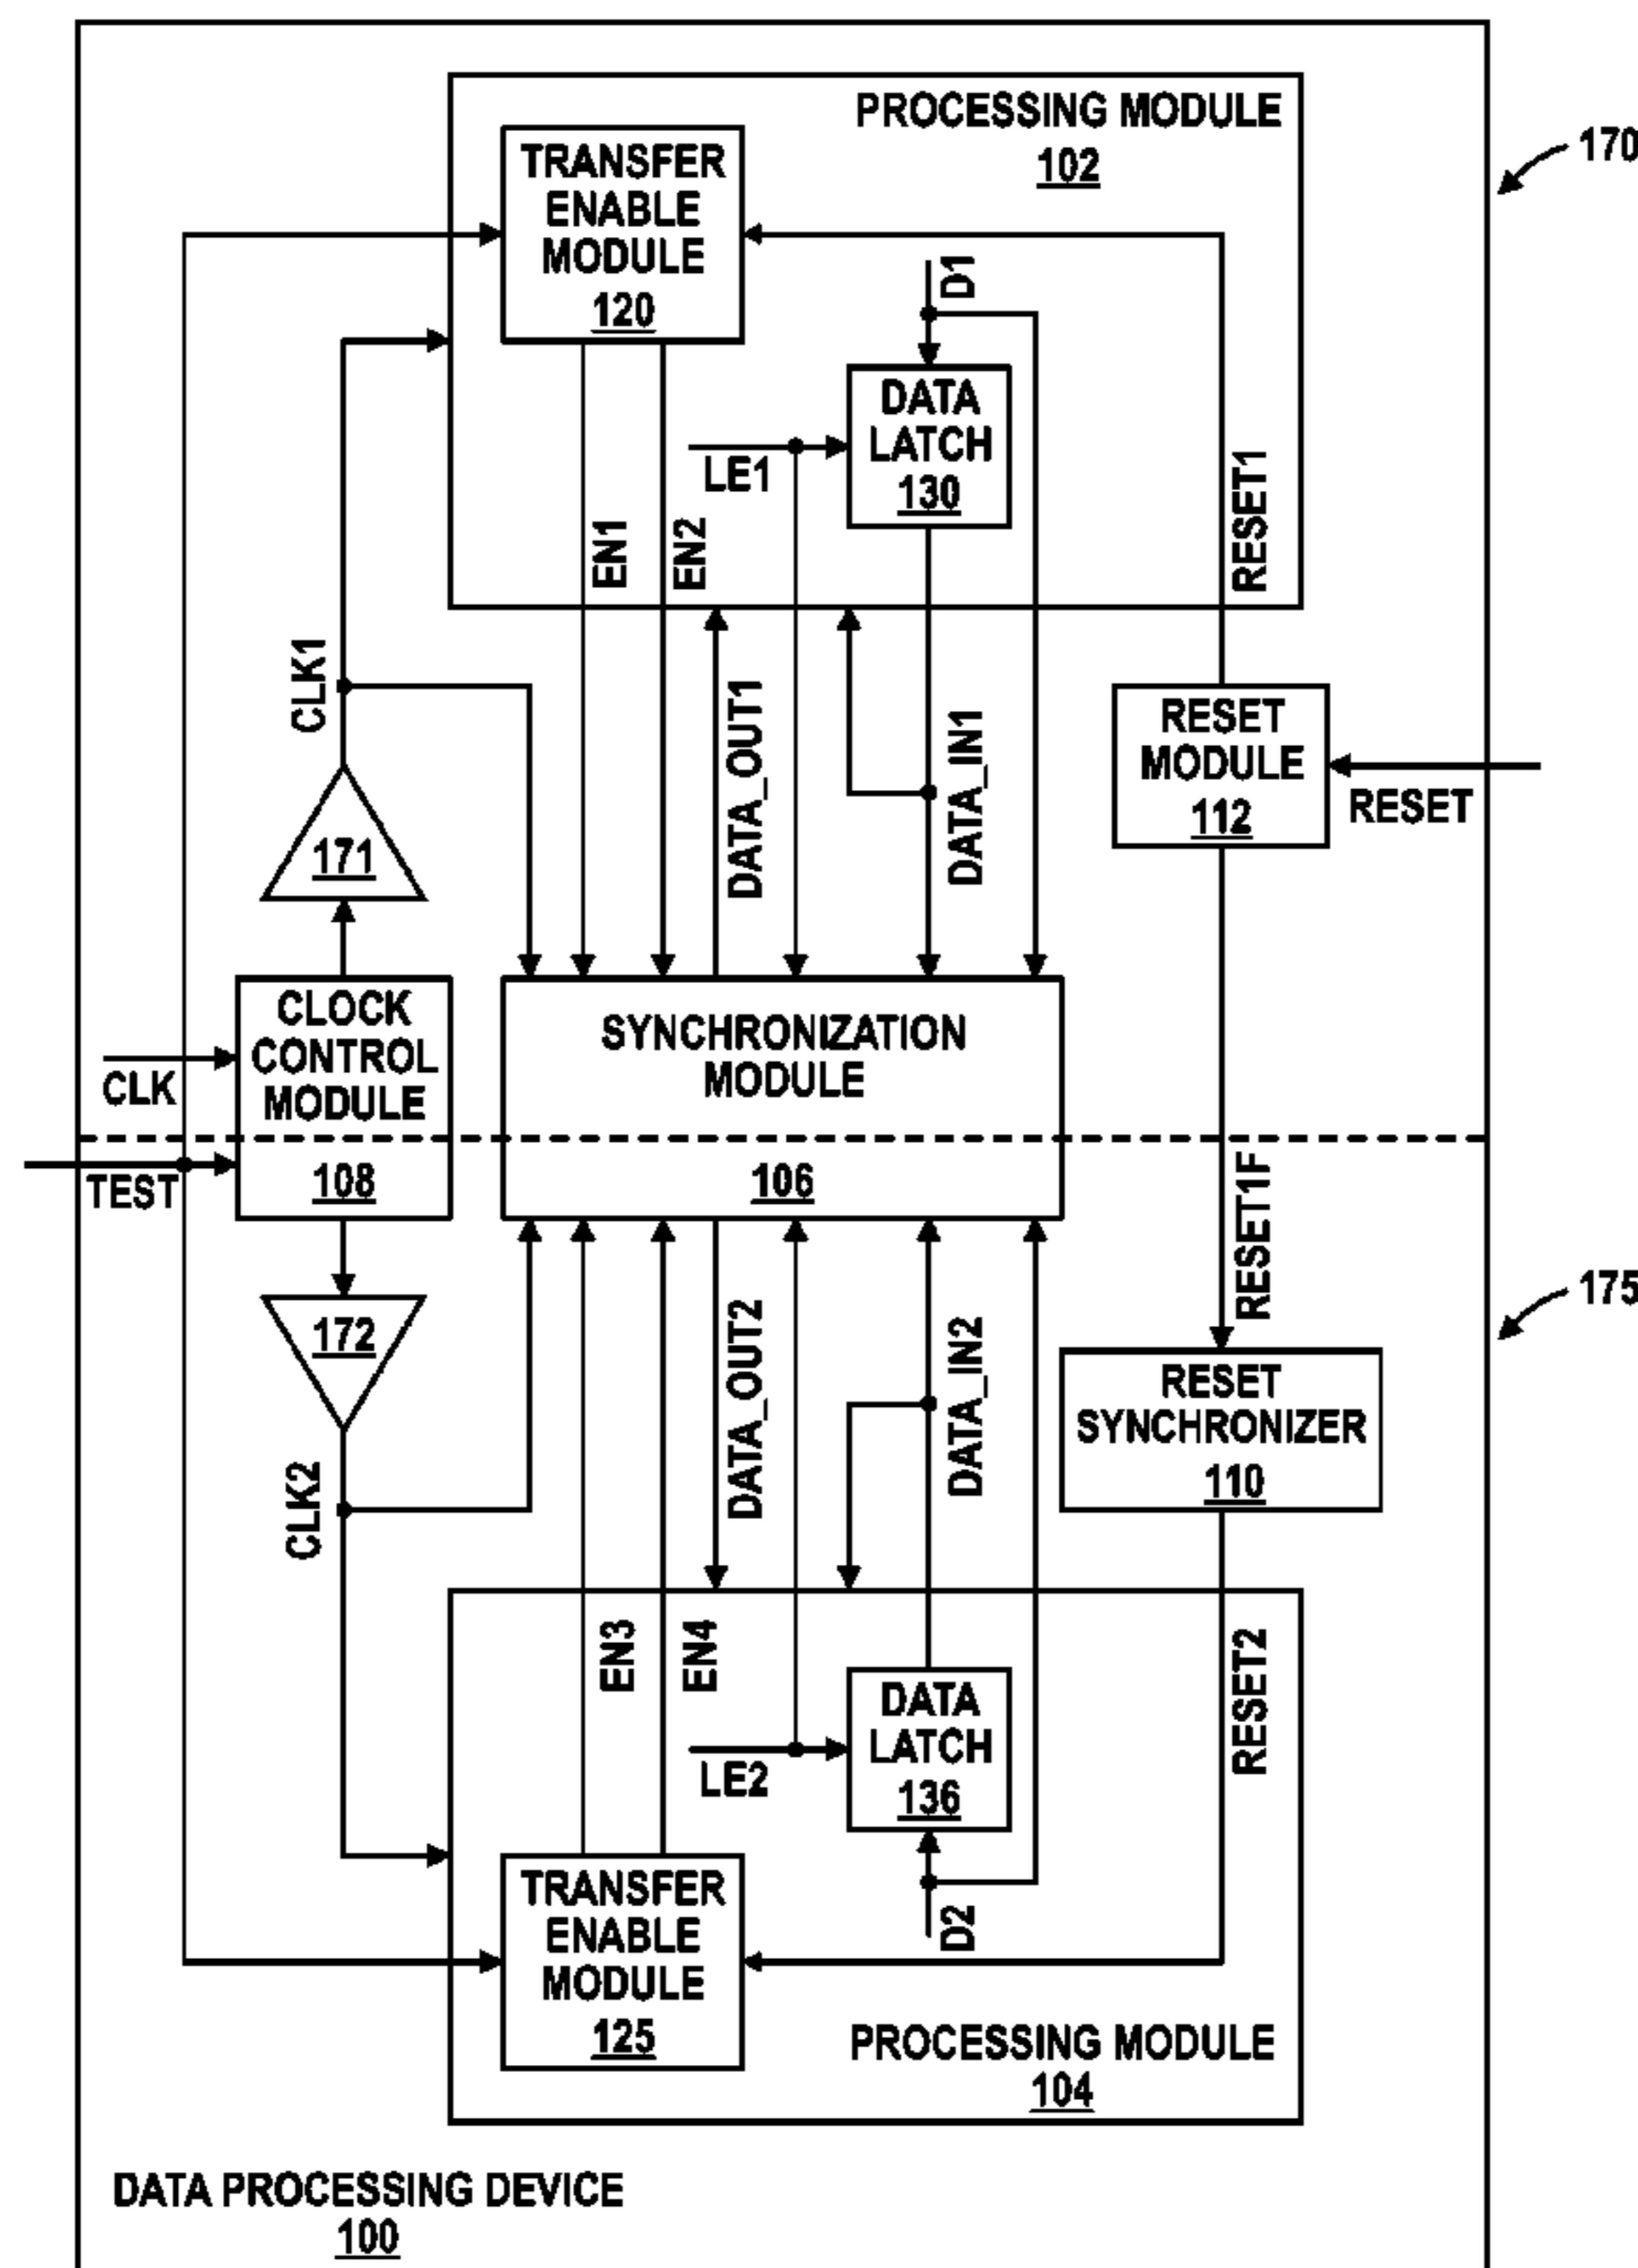 PROCESSING MODULE
102
170
TRANSFER
ENABLE
MODULE
120
D1
DATA
LATCH
130
LE1
RESET1
EN1
EN2
CLK1
DATA_OUT1
DATA_IN1
RESET
MODULE
112
RESET
171
CLOCK
CONTROL
MODULE
108
CLK
SYNCHRONIZATION
MODULE
106
TEST
RESET1F
175
172
DATA_OUT2
DATA_IN2
RESET
SYNCHRONIZER
110
CLK2
EN3
EN4
RESET2
DATA
LATCH
136
LE2
D2
TRANSFER
ENABLE
MODULE
125
PROCESSING MODULE
104
DATA PROCESSING DEVICE
100